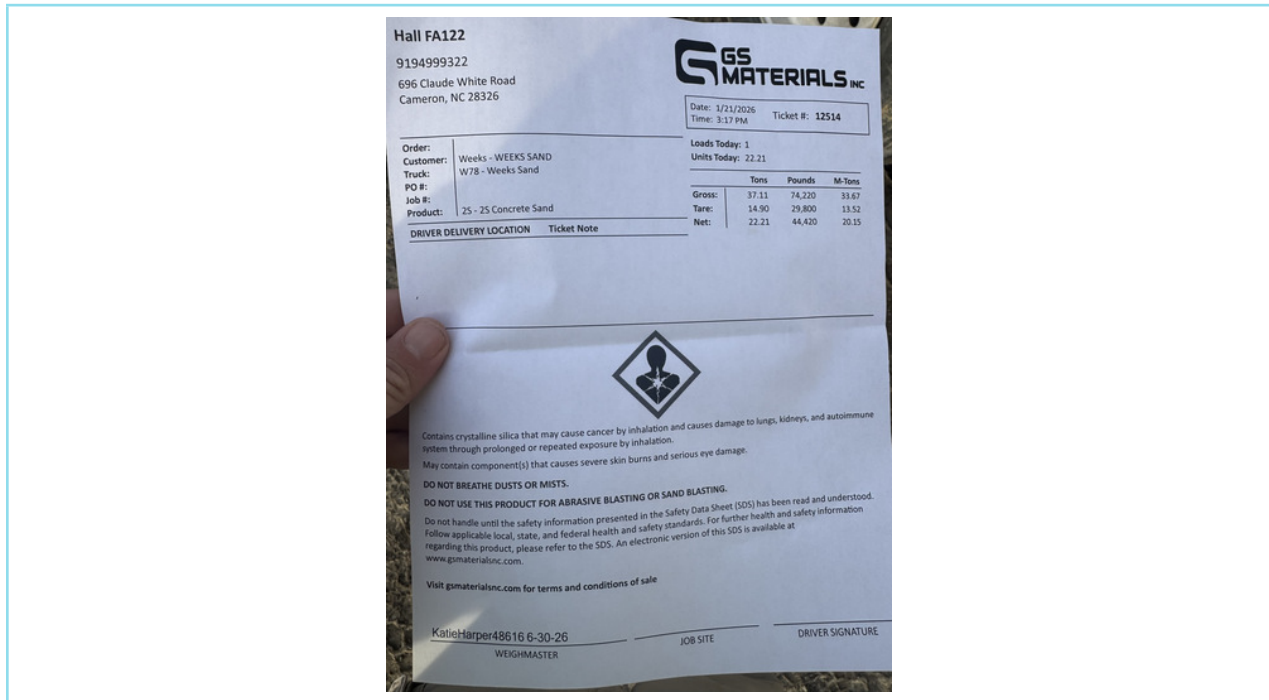 Hall FA122
9194999322
696 Claude White Road
Cameron, NC 28326
GS
MATERIALS INC
Date: 1/21/2026
Time: 3:17 PM
Ticket #: 12514
Order:
Customer: Weeks - WEEKS SAND
Truck: W78 - Weeks Sand
PO #:
Job #:
Product: 2S - 2S Concrete Sand
Loads Today: 1
Units Today: 22.21
Tons Pounds M-Tons
Gross: 37.11 74,220 33.67
Tare: 14.90 29,800 13.52
Net: 22.21 44,420 20.15
DRIVER DELIVERY LOCATION Ticket Note
Contains crystalline silica that may cause cancer by inhalation and causes damage to lungs, kidneys, and autoimmune
system through prolonged or repeated exposure by inhalation.
May contain component(s) that causes severe skin burns and serious eye damage.
DO NOT BREATHE DUSTS OR MISTS.
DO NOT USE THIS PRODUCT FOR ABRASIVE BLASTING OR SAND BLASTING.
Do not handle until the safety information presented in the Safety Data Sheet (SDS) has been read and understood.
Follow applicable local, state, and federal health and safety standards. For further health and safety information
regarding this product, please refer to the SDS. An electronic version of this SDS is available at
www.gsmaterialsnc.com.
Visit gsmaterialsnc.com for terms and conditions of sale
KatieHarper48616 6-30-26
WEIGHMASTER
JOB SITE
DRIVER SIGNATURE